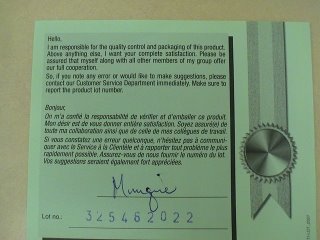 Hello,
I am responsible for the quality control and packaging of this product.
Above anything else, I want your complete satisfaction. Please be
assured that myself along with all other members of my group offer
our full cooperation.
So, if you note any error or would like to make suggestions, please
contact our Customer Service Department immediately. Make sure to
report the product lot number.
Bonjour,
On m'a confié la responsabilité de vérifier et d'emballer ce produit.
Mon désir est de vous donner entière satisfaction. Soyez assuré(e) de
toute ma collaboration ainsi que de celle de mes collègues de travail.
Si vous constatez une erreur quelconque, n'hésitez pas à communi-
quer avec le Service à la Clientèle et à rapporter tout problème le plus
rapidement possible. Assurez-vous de nous fournir le numéro du lot.
Vos suggestions seraient également fort appréciées.
Lot no.: 325462022